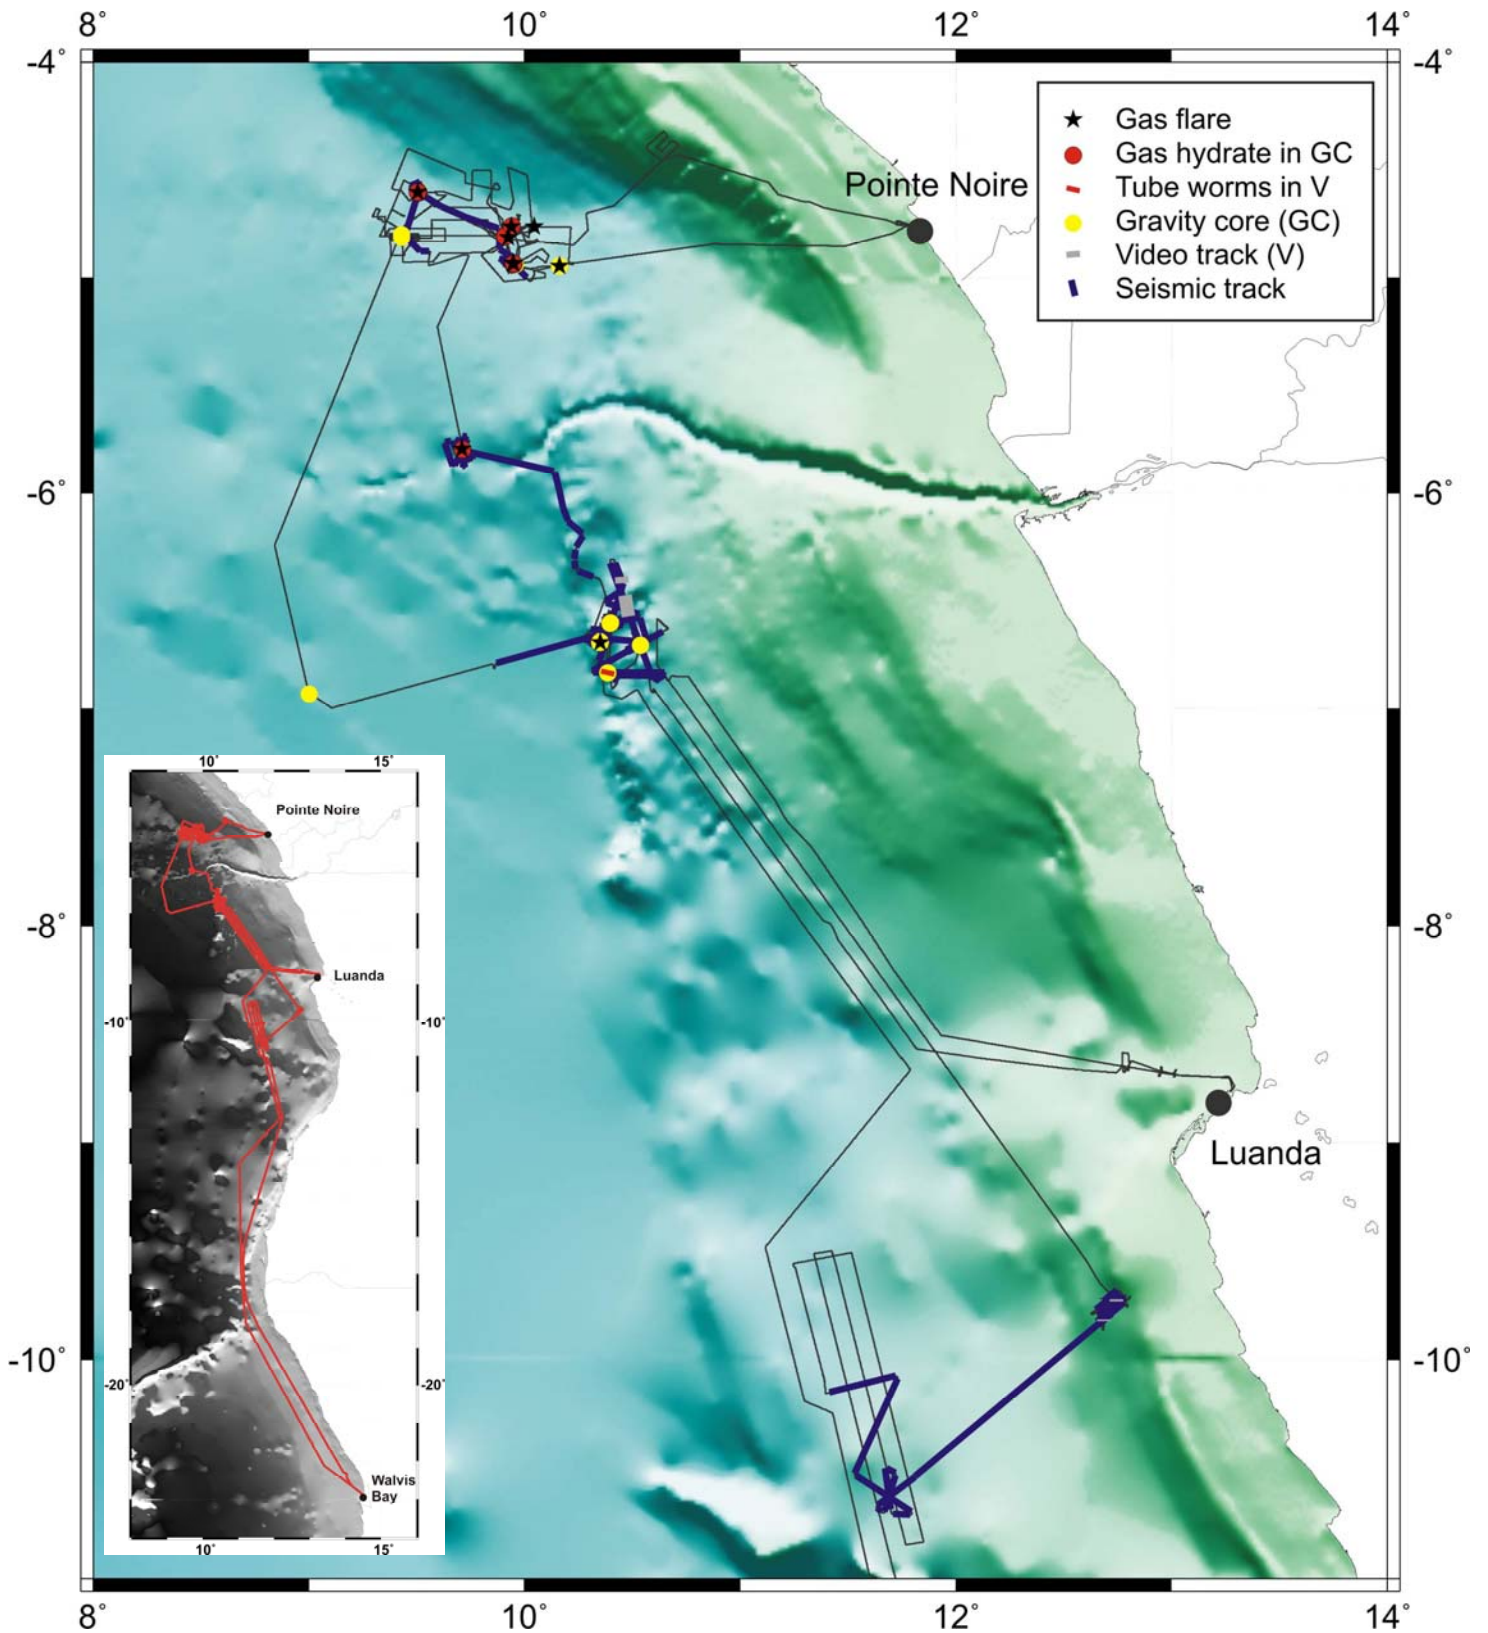 8° 10° 12° 14°
-4° -4°
Gas flare
Gas hydrate in GC
Tube worms in V
Gravity core (GC)
Video track (V)
Seismic track
Pointe Noire
-6° -6°
10° 15°
Pointe Noire
-8° -8°
Luanda
-10° -10°
Luanda
-10° -10°
-20° -20°
Walvis
Bay
10° 15°
8° 10° 12° 14°